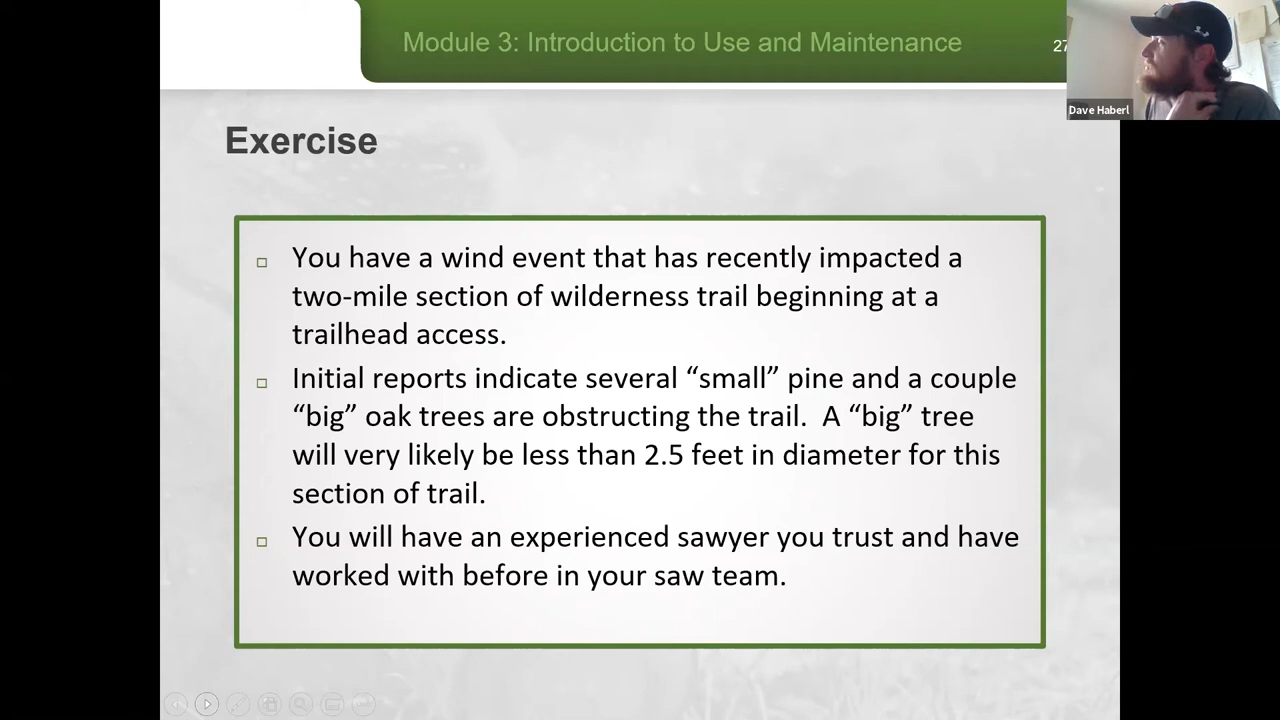 Module 3: Introduction to Use and Maintenance
27
Dave Haberl
Exercise
You have a wind event that has recently impacted a
two-mile section of wilderness trail beginning at a
trailhead access.
Initial reports indicate several “small” pine and a couple
“big” oak trees are obstructing the trail.  A “big” tree
will very likely be less than 2.5 feet in diameter for this
section of trail.
You will have an experienced sawyer you trust and have
worked with before in your saw team.